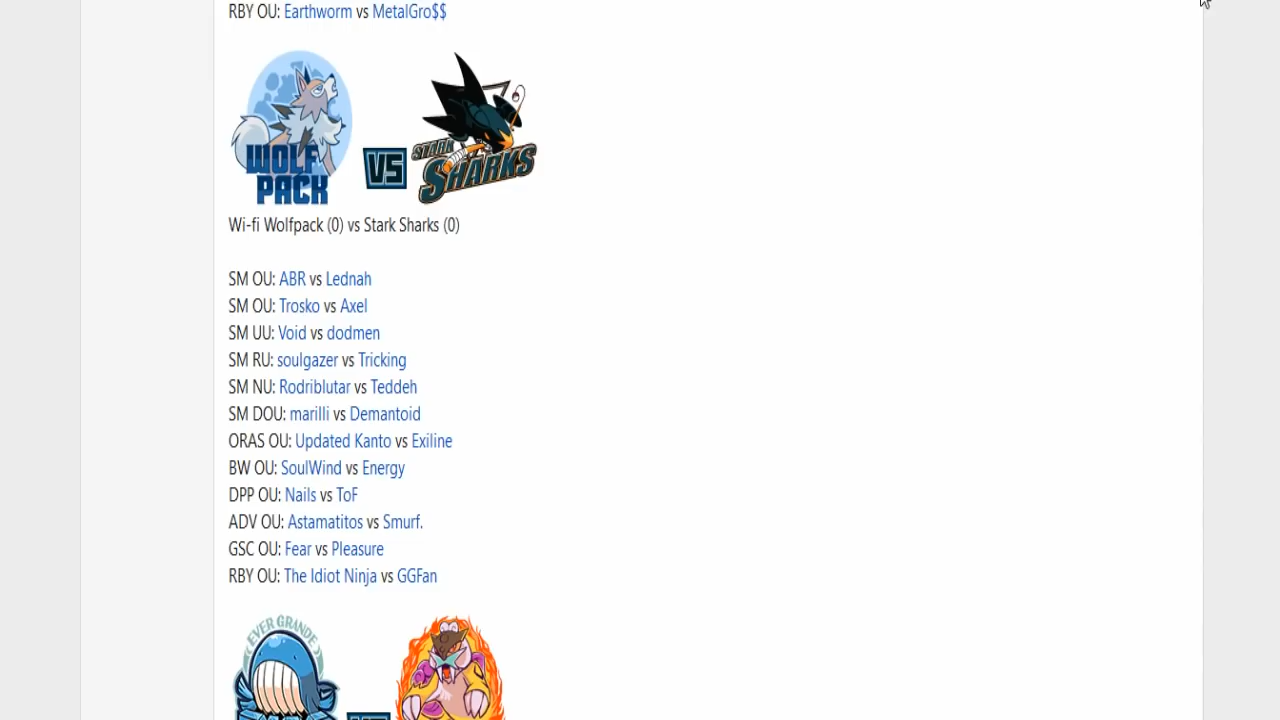 RBY OU: Earthworm vs MetalGro$$
WOLF PACK
VS
STARK SHARKS
Wi-fi Wolfpack (0) vs Stark Sharks (0)
SM OU: ABR vs Lednah
SM OU: Trosko vs Axel
SM UU: Void vs dodmen
SM RU: soulgazer vs Tricking
SM NU: Rodriblutar vs Teddeh
SM DOU: marilli vs Demantoid
ORAS OU: Updated Kanto vs Exiline
BW OU: SoulWind vs Energy
DPP OU: Nails vs ToF
ADV OU: Astamatitos vs Smurf.
GSC OU: Fear vs Pleasure
RBY OU: The Idiot Ninja vs GGFan
EVER GRANDE